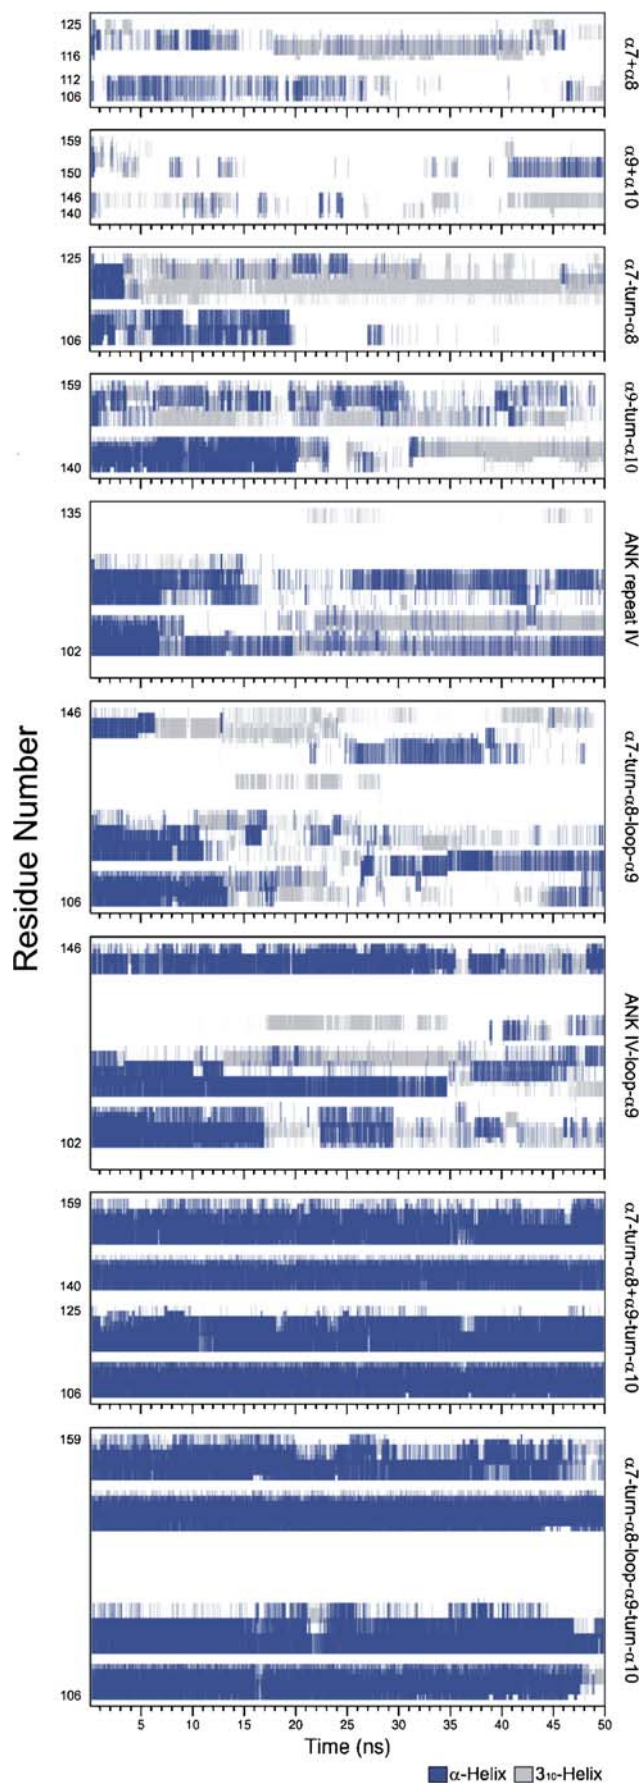 Residue Number
125
116
112
106
α7+α8
159
150
146
140
α9+α10
125
106
α7-turn-α8
159
140
α9-turn-α10
135
102
ANK repeat IV
146
106
α7-turn-α8-loop-α9
146
102
ANK IV-loop-α9
159
140
125
106
α7-turn-α8+α9-turn-α10
159
106
α7-turn-α8-loop-α9-turn-α10
5 10 15 20 25 30 35 40 45 50
Time (ns)
α-Helix 3₁₀-Helix